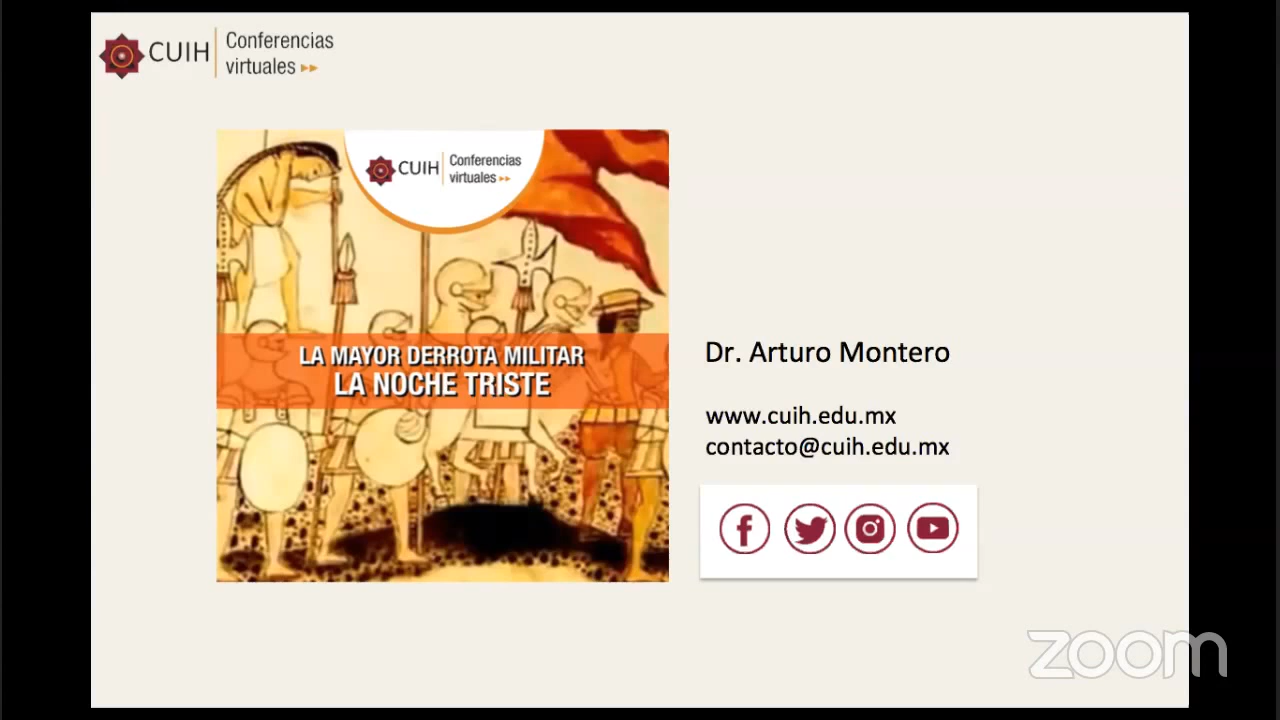 CUIH Conferencias
virtuales
CUIH Conferencias
virtuales
LA MAYOR DERROTA MILITAR
LA NOCHE TRISTE
Dr. Arturo Montero
www.cuih.edu.mx
contacto@cuih.edu.mx
zoom